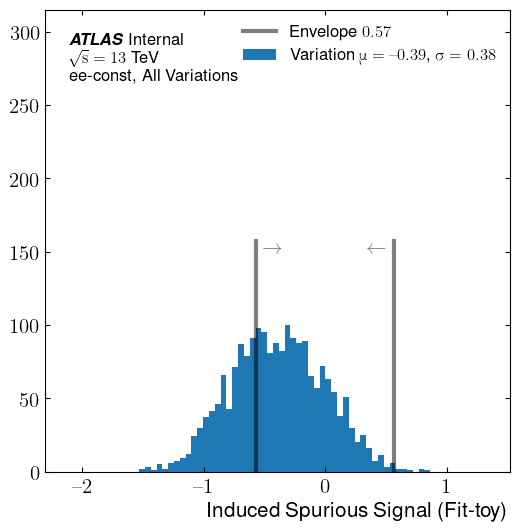 ATLAS Internal
√s = 13 TeV
ee-const, All Variations
Envelope 0.57
Variation μ = −0.39, σ = 0.38
300
250
200
150
100
50
0
−2
−1
0
1
Induced Spurious Signal (Fit-toy)